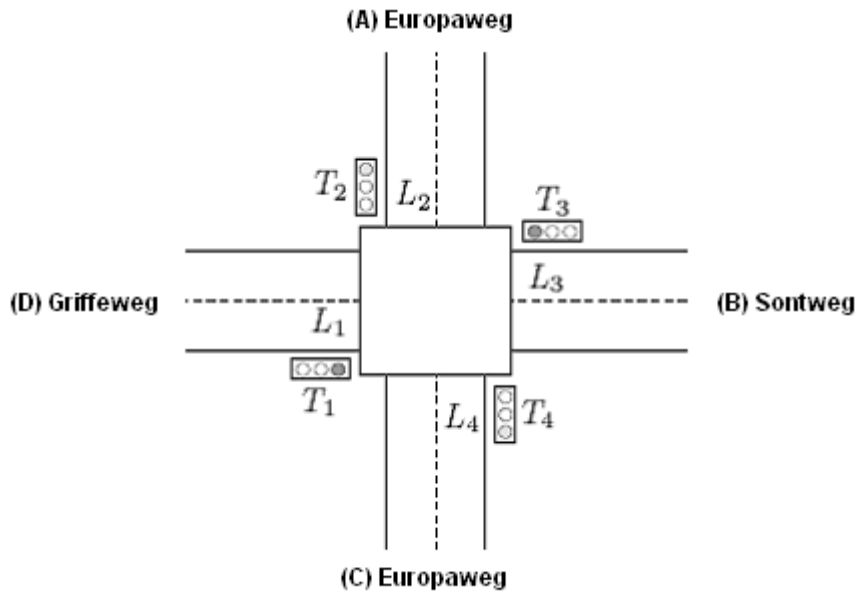 (A) Europaweg
T₂
L₂
T₃
(D) Griffeweg
L₃
(B) Sontweg
L₁
T₁
L₄
T₄
(C) Europaweg